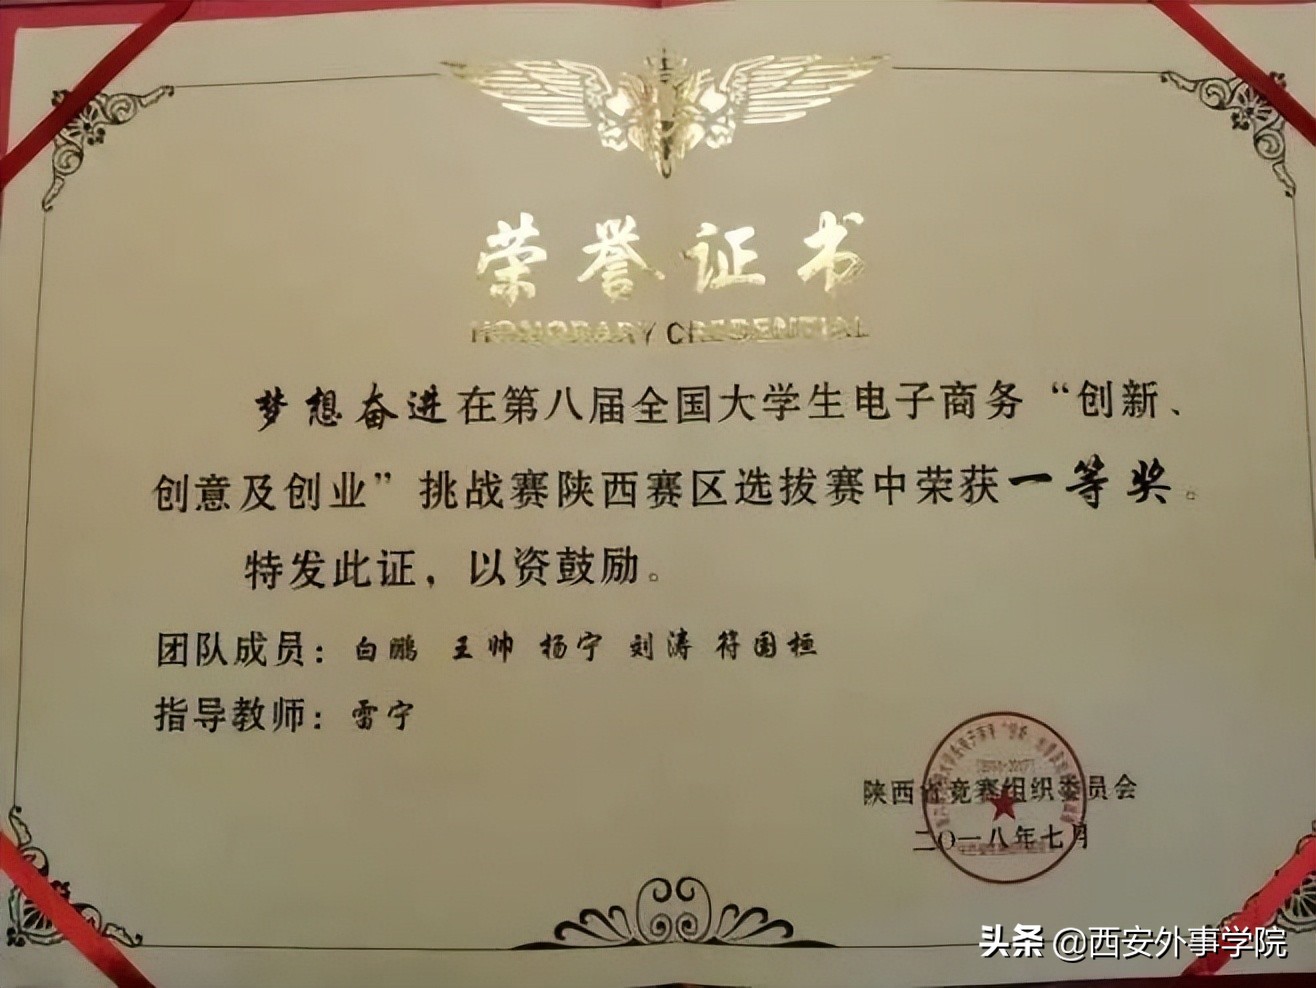 荣誉证书
HONORARY CREDENTIAL
梦想奋进在第八届全国大学生电子商务“创新、
创意及创业”挑战赛陕西赛区选拔赛中荣获一等奖。
特发此证，以资鼓励。
团队成员：白鹏 王帅 杨宁 刘涛 符国桓
指导教师：雷宁
陕西省竞赛组织委员会
二〇一八年七月
头条 @西安外事学院